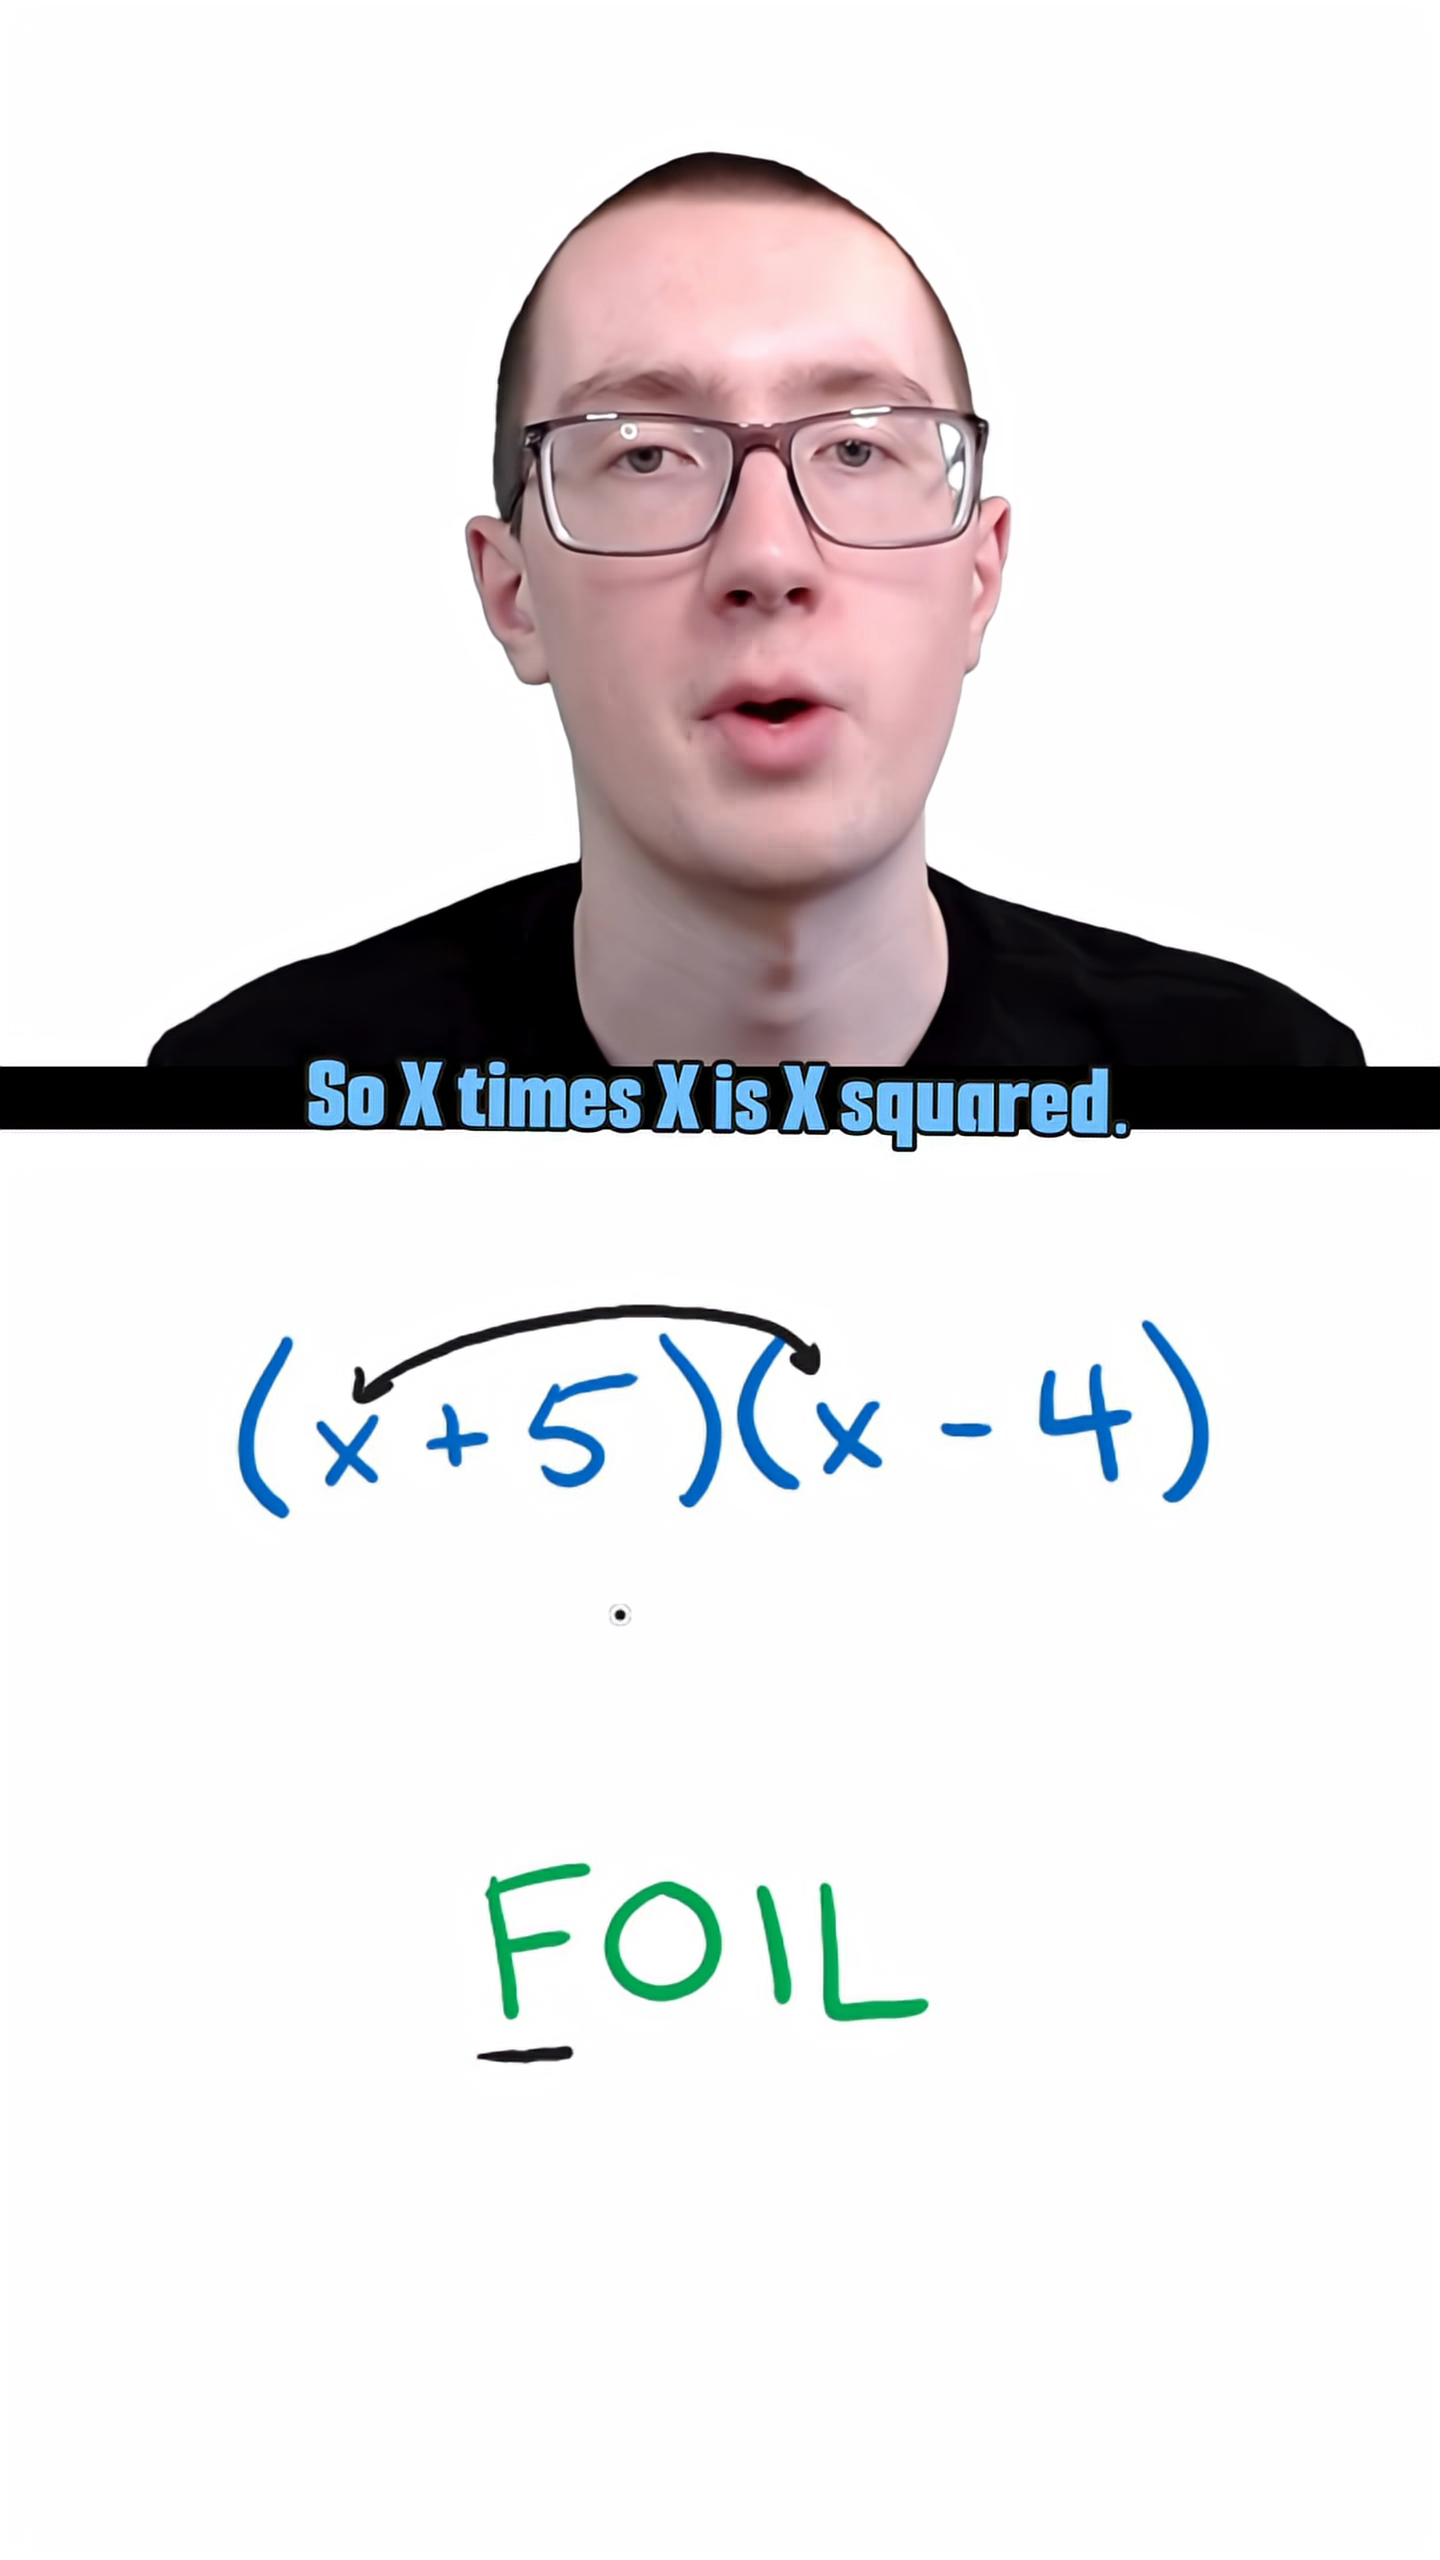 So X times X is X squared.
(x + 5)(x - 4)
FOIL